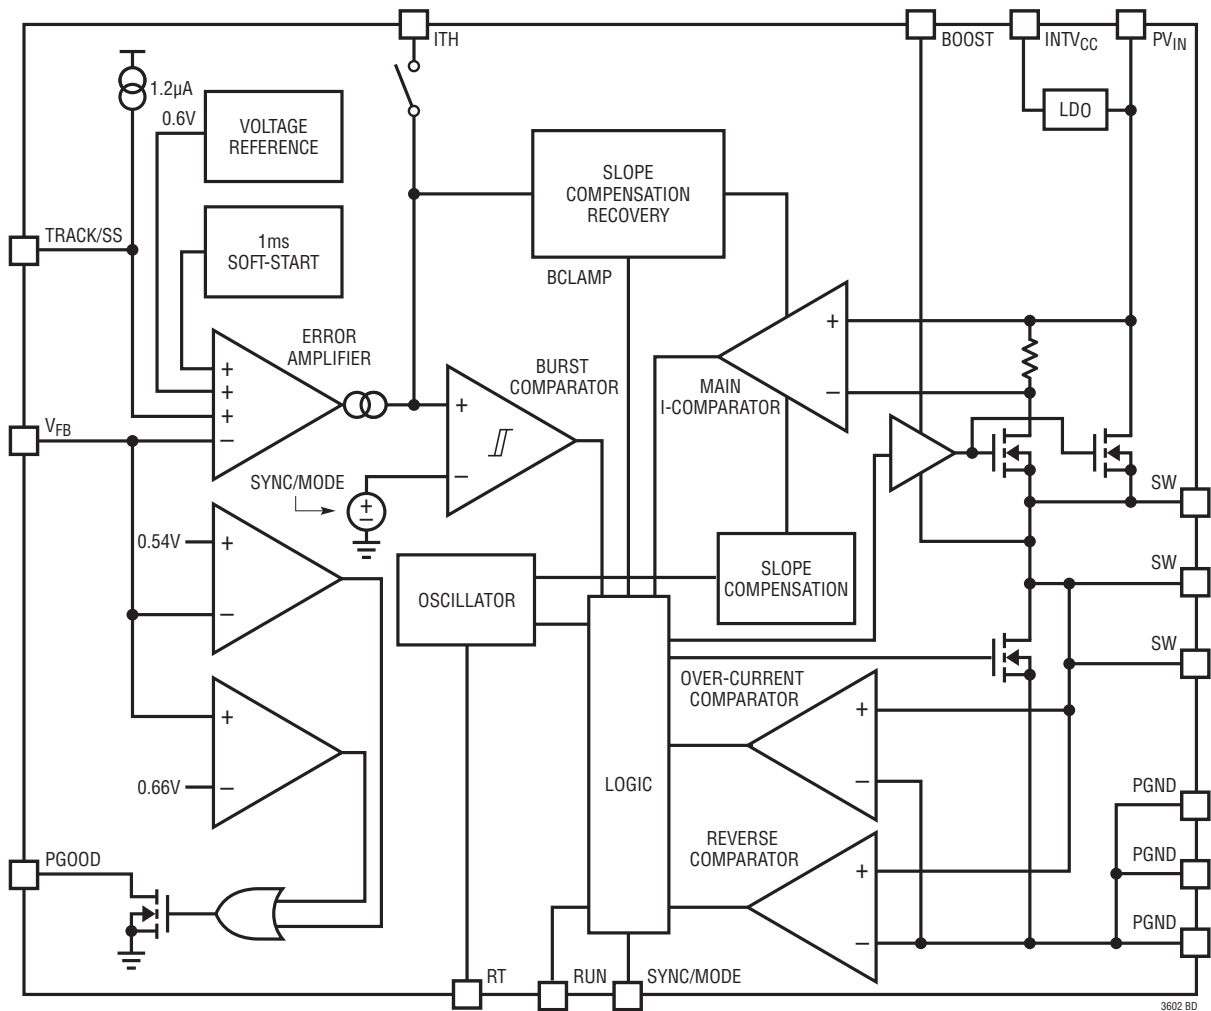 ITH
BOOST
INTVCC
PVIN
1.2µA
0.6V
VOLTAGE
REFERENCE
LDO
SLOPE
COMPENSATION
RECOVERY
TRACK/SS
1ms
SOFT-START
BCLAMP
ERROR
AMPLIFIER
+
+
+
–
BURST
COMPARATOR
+
–
MAIN
I-COMPARATOR
+
–
VFB
SYNC/MODE
+
–
SW
0.54V
+
–
OSCILLATOR
SLOPE
COMPENSATION
SW
SW
OVER-CURRENT
COMPARATOR
+
–
0.66V
+
–
LOGIC
PGND
REVERSE
COMPARATOR
+
–
PGND
PGOOD
PGND
RT
RUN
SYNC/MODE
3602 BD